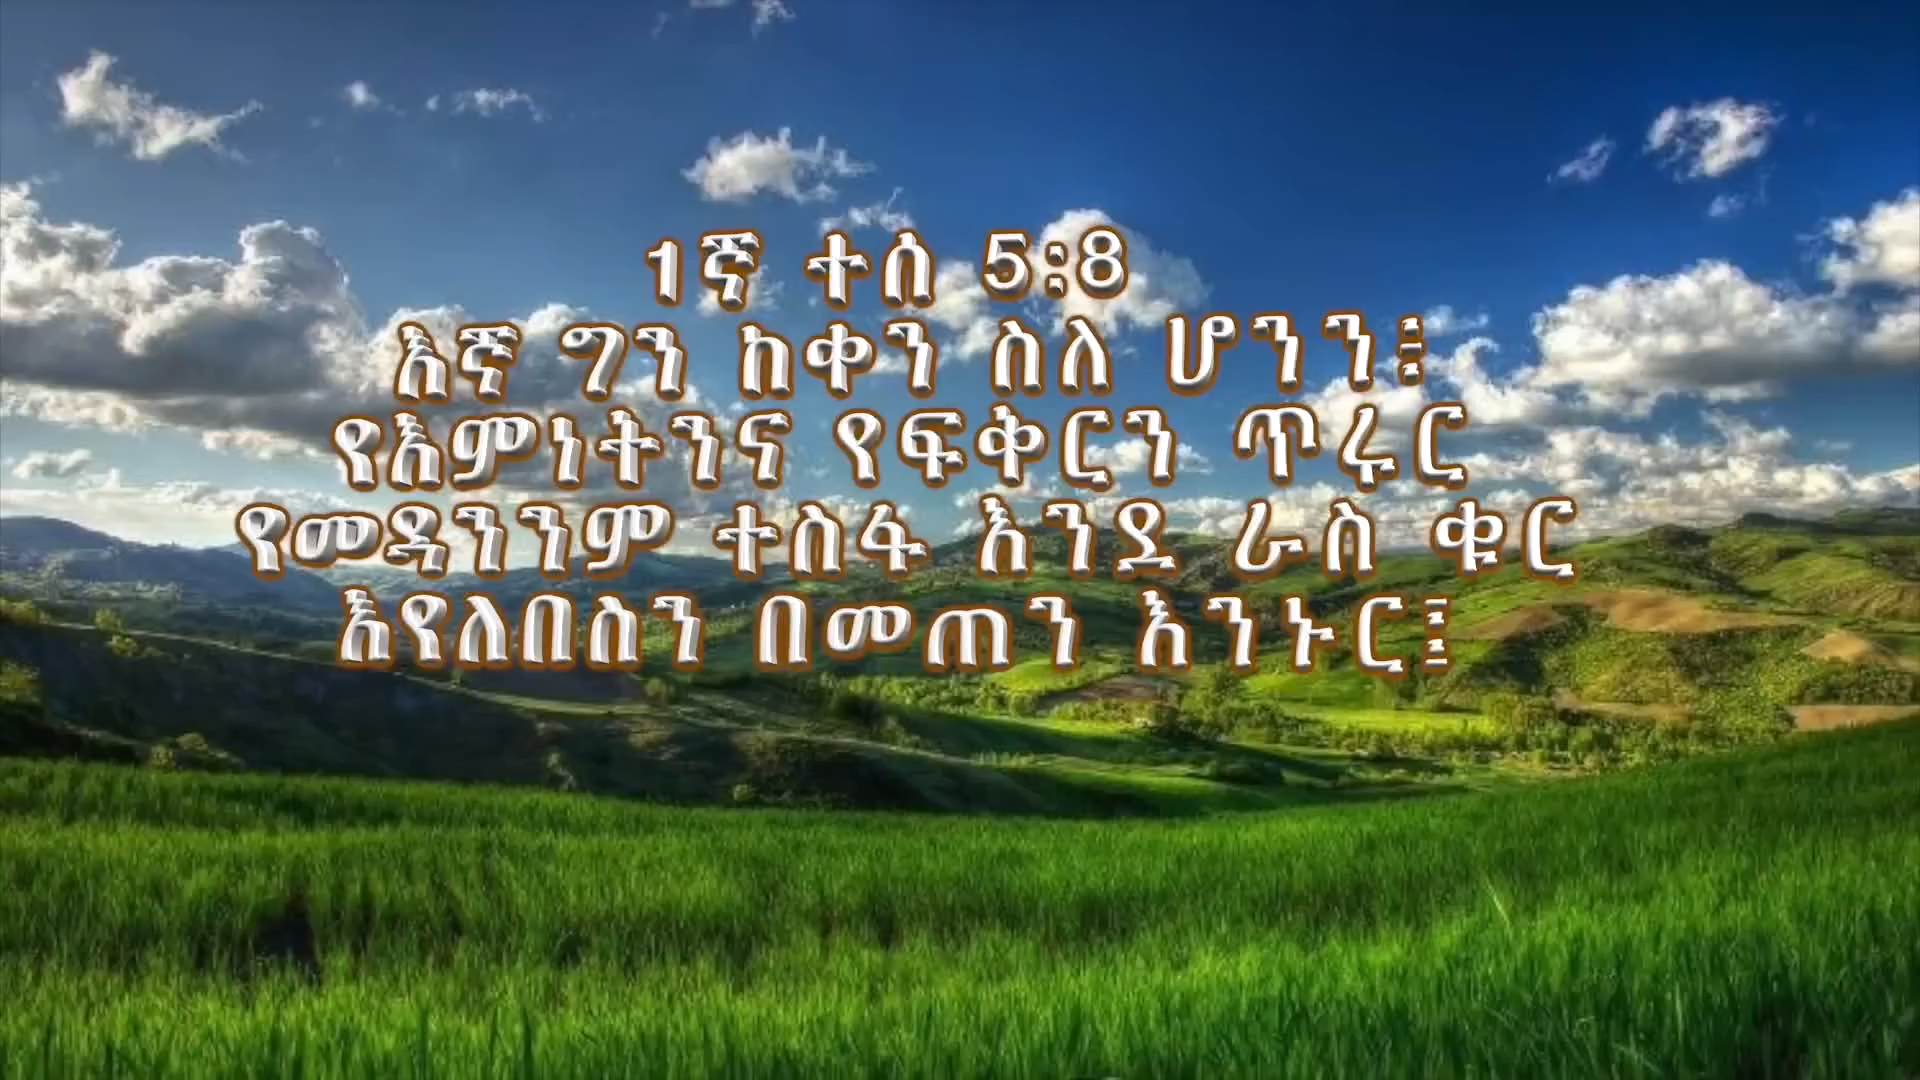 1ኛ ተሰ 5፡8
እኛ ግን ከቀን ስለ ሆንን፥
የእምነትንና የፍቅርን ጥሩር
የመዳንንም ተስፋ እንደ ራስ ቁር
እየለበስን በመጠን እንኑር፤